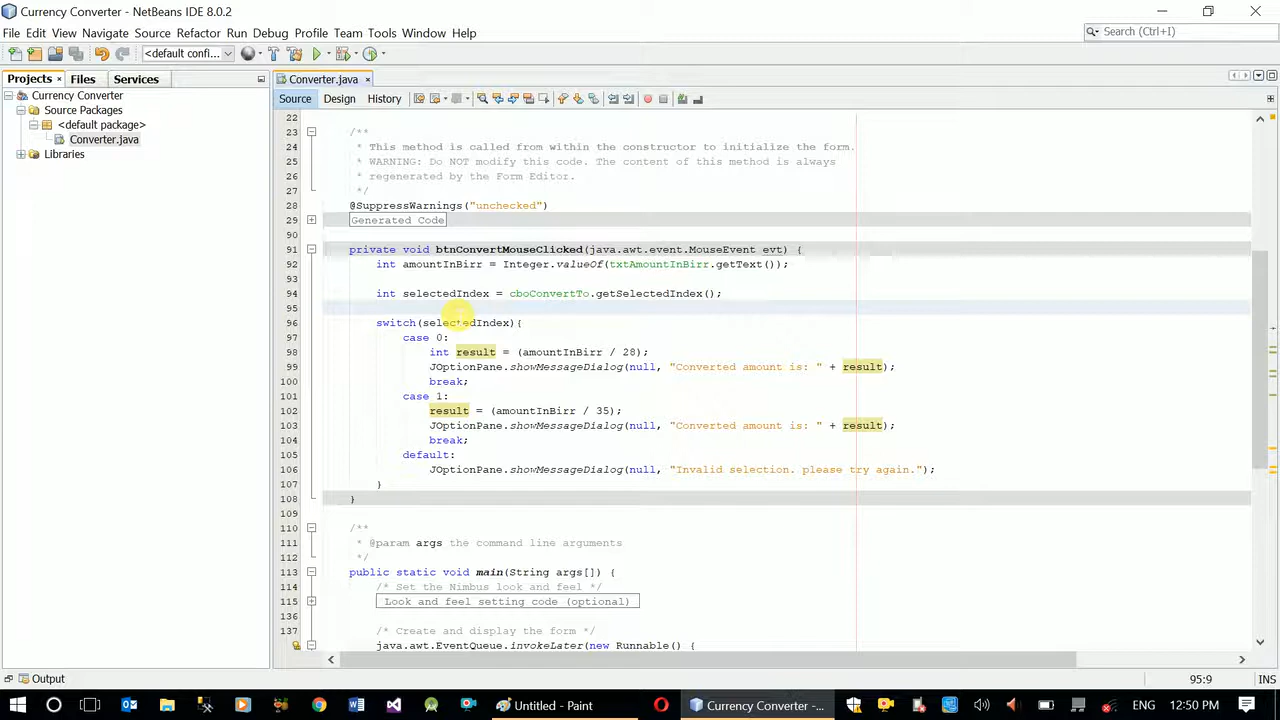 Currency Converter - NetBeans IDE 8.0.2
File Edit View Navigate Source Refactor Run Debug Profile Team Tools Window Help
Search (Ctrl+I)
<default confi...
Projects Files Services
Converter.java
Currency Converter
Source Packages
<default package>
Converter.java
Libraries
Source Design History
22
23 /**
24 * This method is called from within the constructor to initialize the form.
25 * WARNING: Do NOT modify this code. The content of this method is always
26 * regenerated by the Form Editor.
27 */
28 @SuppressWarnings("unchecked")
29 Generated Code
90
91 private void btnConvertMouseClicked(java.awt.event.MouseEvent evt) {
92 int amountInBirr = Integer.valueOf(txtAmountInBirr.getText());
93
94 int selectedIndex = cboConvertTo.getSelectedIndex();
95
96 switch(selectedIndex){
97 case 0:
98 int result = (amountInBirr / 28);
99 JOptionPane.showMessageDialog(null, "Converted amount is: " + result);
100 break;
101 case 1:
102 result = (amountInBirr / 35);
103 JOptionPane.showMessageDialog(null, "Converted amount is: " + result);
104 break;
105 default:
106 JOptionPane.showMessageDialog(null, "Invalid selection. please try again.");
107 }
108 }
109
110 /**
111 * @param args the command line arguments
112 */
113 public static void main(String args[]) {
114 /* Set the Nimbus look and feel */
115 Look and feel setting code (optional)
136
137 /* Create and display the form */
java.awt.EventQueue.invokeLater(new Runnable() {
Output
95:9 INS
Untitled - Paint
Currency Converter -...
12:50 PM